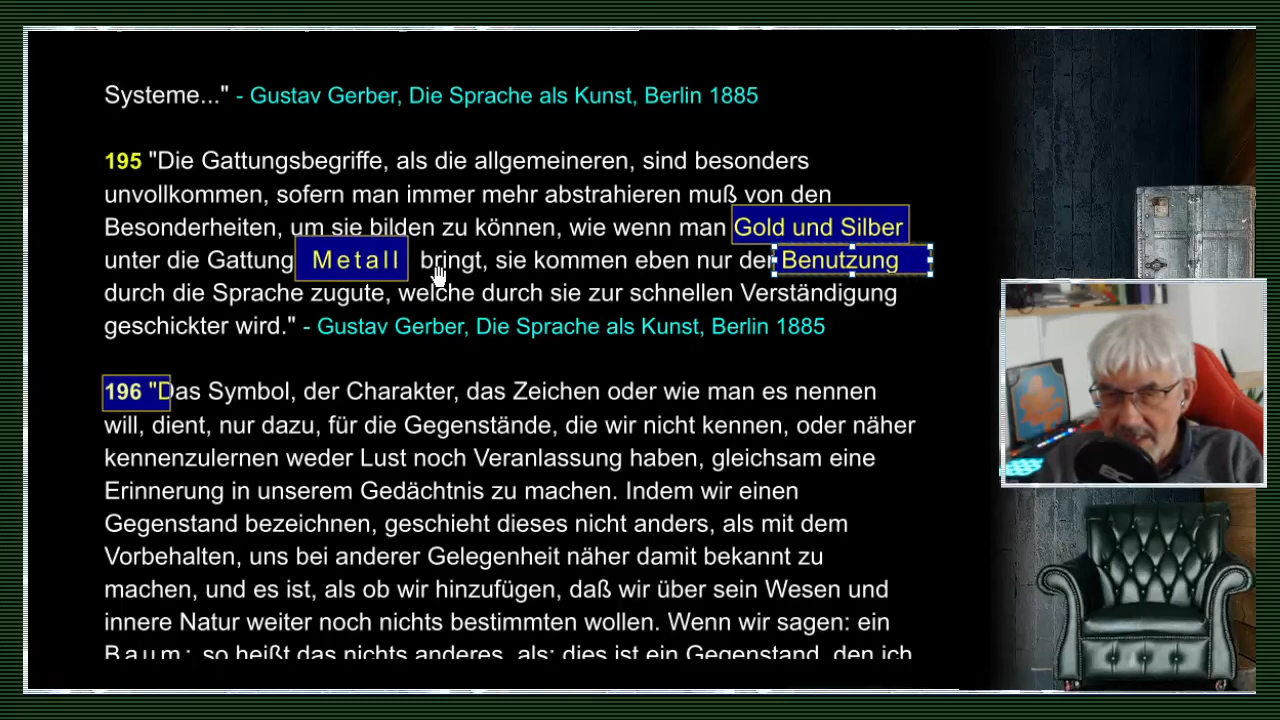 Systeme..." - Gustav Gerber, Die Sprache als Kunst, Berlin 1885
195 "Die Gattungsbegriffe, als die allgemeineren, sind besonders
unvollkommen, sofern man immer mehr abstrahieren muß von den
Besonderheiten, um sie bilden zu können, wie wenn man Gold und Silber
unter die Gattung Metall bringt, sie kommen eben nur der Benutzung
durch die Sprache zugute, welche durch sie zur schnellen Verständigung
geschickter wird." - Gustav Gerber, Die Sprache als Kunst, Berlin 1885
196 "Das Symbol, der Charakter, das Zeichen oder wie man es nennen
will, dient, nur dazu, für die Gegenstände, die wir nicht kennen, oder näher
kennenzulernen weder Lust noch Veranlassung haben, gleichsam eine
Erinnerung in unserem Gedächtnis zu machen. Indem wir einen
Gegenstand bezeichnen, geschieht dieses nicht anders, als mit dem
Vorbehalten, uns bei anderer Gelegenheit näher damit bekannt zu
machen, und es ist, als ob wir hinzufügen, daß wir über sein Wesen und
innere Natur weiter noch nichts bestimmten wollen. Wenn wir sagen: ein
Baum; so heißt das nichts anderes, als: dies ist ein Gegenstand, den ich